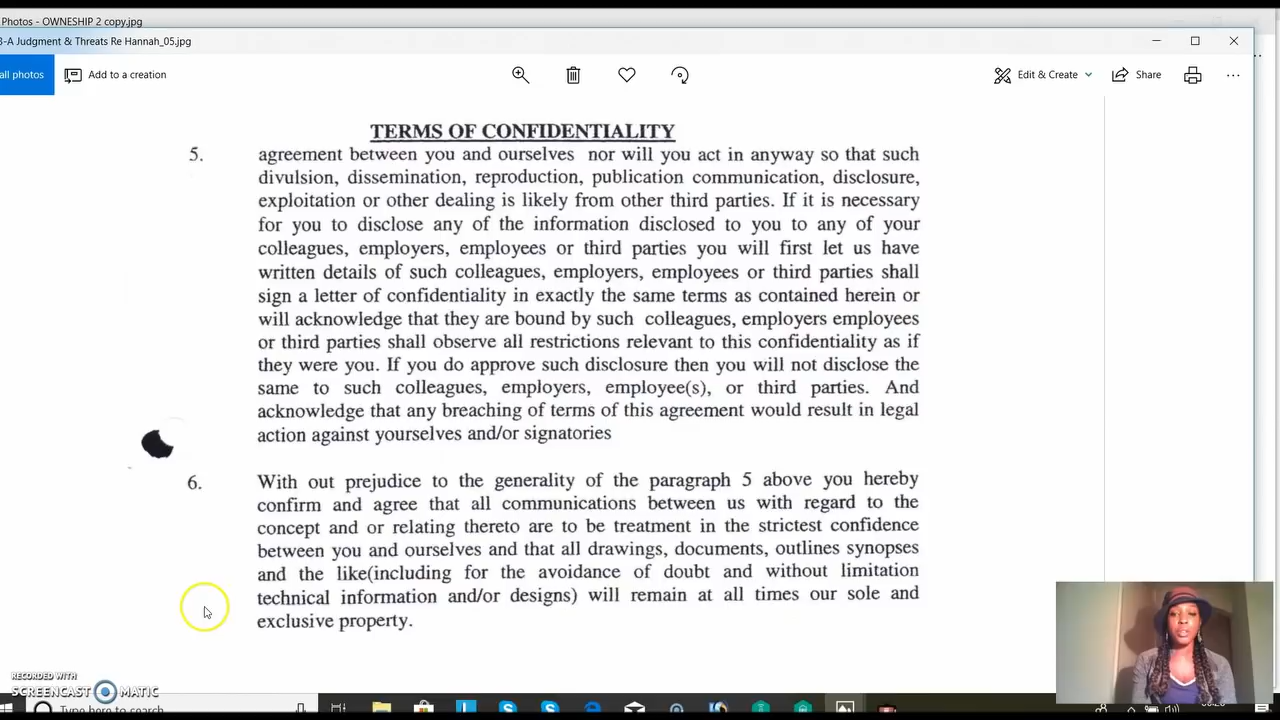 Photos - OWNESHIP 2 copy.jpg
3-A Judgment & Threats Re Hannah_05.jpg
all photos
Add to a creation
Edit & Create
Share
TERMS OF CONFIDENTIALITY
5. agreement between you and ourselves nor will you act in anyway so that such
divulsion, dissemination, reproduction, publication communication, disclosure,
exploitation or other dealing is likely from other third parties. If it is necessary
for you to disclose any of the information disclosed to you to any of your
colleagues, employers, employees or third parties you will first let us have
written details of such colleagues, employers, employees or third parties shall
sign a letter of confidentiality in exactly the same terms as contained herein or
will acknowledge that they are bound by such colleagues, employers employees
or third parties shall observe all restrictions relevant to this confidentiality as if
they were you. If you do approve such disclosure then you will not disclose the
same to such colleagues, employers, employee(s), or third parties. And
acknowledge that any breaching of terms of this agreement would result in legal
action against yourselves and/or signatories
6. With out prejudice to the generality of the paragraph 5 above you hereby
confirm and agree that all communications between us with regard to the
concept and or relating thereto are to be treatment in the strictest confidence
between you and ourselves and that all drawings, documents, outlines synopses
and the like(including for the avoidance of doubt and without limitation
technical information and/or designs) will remain at all times our sole and
exclusive property.
RECORDED WITH
SCREENCAST MATIC
Type here to search